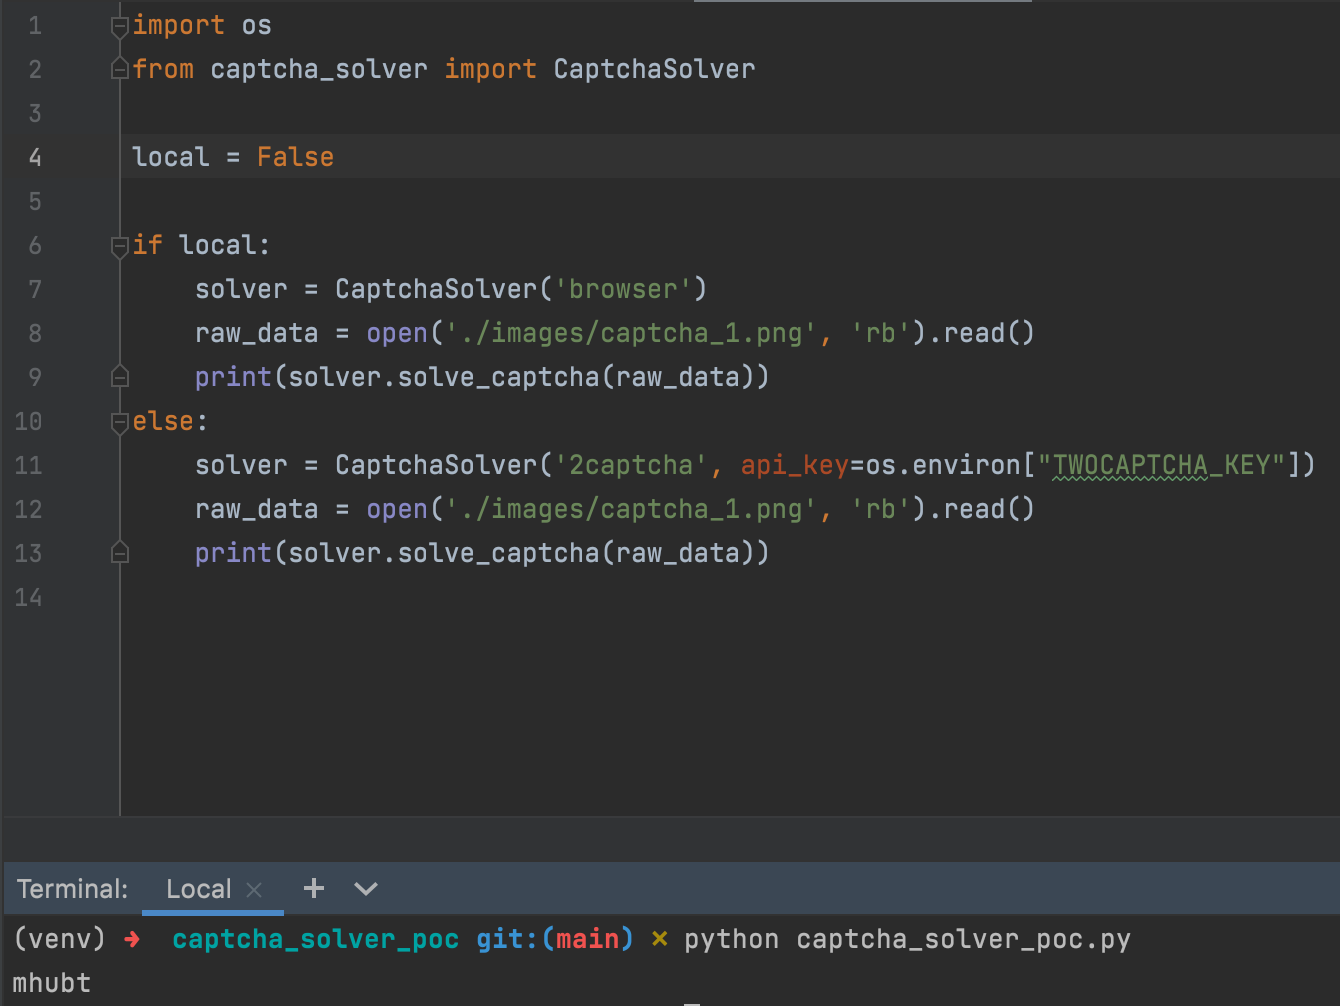 1 import os
2 from captcha_solver import CaptchaSolver
3
4 local = False
5
6 if local:
7     solver = CaptchaSolver('browser')
8     raw_data = open('./images/captcha_1.png', 'rb').read()
9     print(solver.solve_captcha(raw_data))
10 else:
11     solver = CaptchaSolver('2captcha', api_key=os.environ["TWOCAPTCHA_KEY"])
12     raw_data = open('./images/captcha_1.png', 'rb').read()
13     print(solver.solve_captcha(raw_data))
14
Terminal: Local × + ⌄
(venv) ➜ captcha_solver_poc git:(main) ✗ python captcha_solver_poc.py
mhubt